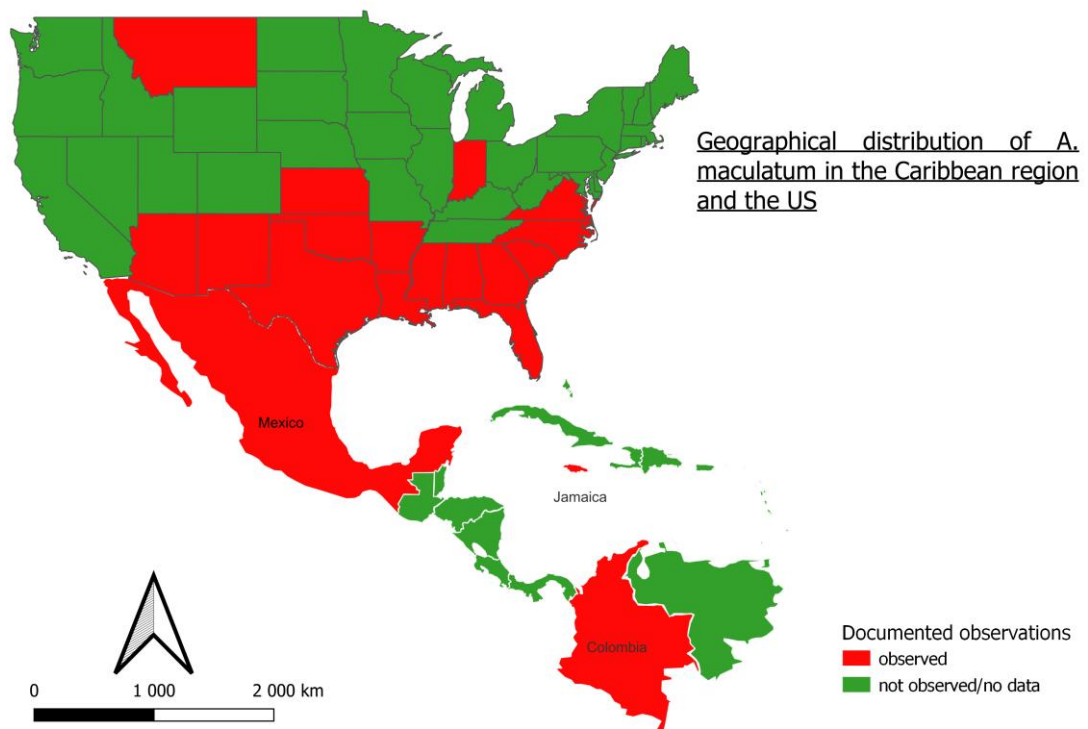 Geographical distribution of A.
maculatum in the Caribbean region
and the US
Mexico
Jamaica
Colombia
Documented observations
observed
not observed/no data
0 1 000 2 000 km